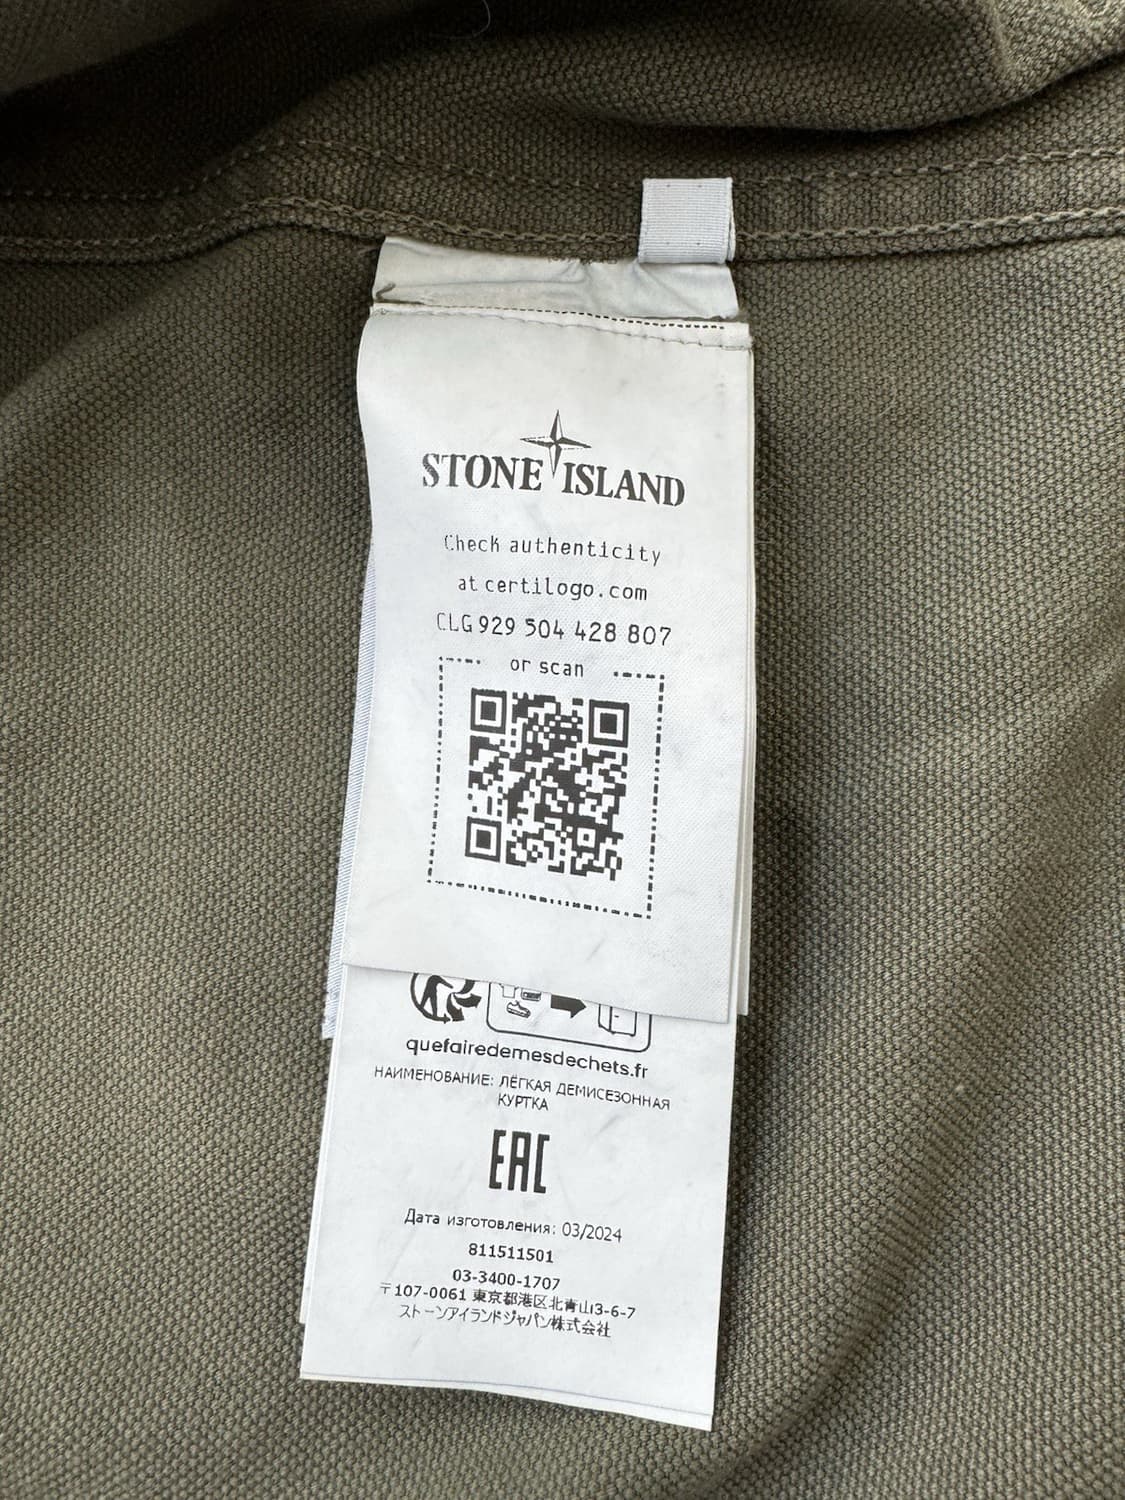 STONE ISLAND
Check authenticity
at certilogo.com
CLG 929 504 428 807
or scan
quefairedemesdechets.fr
НАИМЕНОВАНИЕ: ЛЁГКАЯ ДЕМИСЕЗОННАЯ
КУРТКА
EAC
Дата изготовления: 03/2024
811511501
03-3400-1707
〒107-0061 東京都港区北青山3-6-7
ストーンアイランドジャパン株式会社